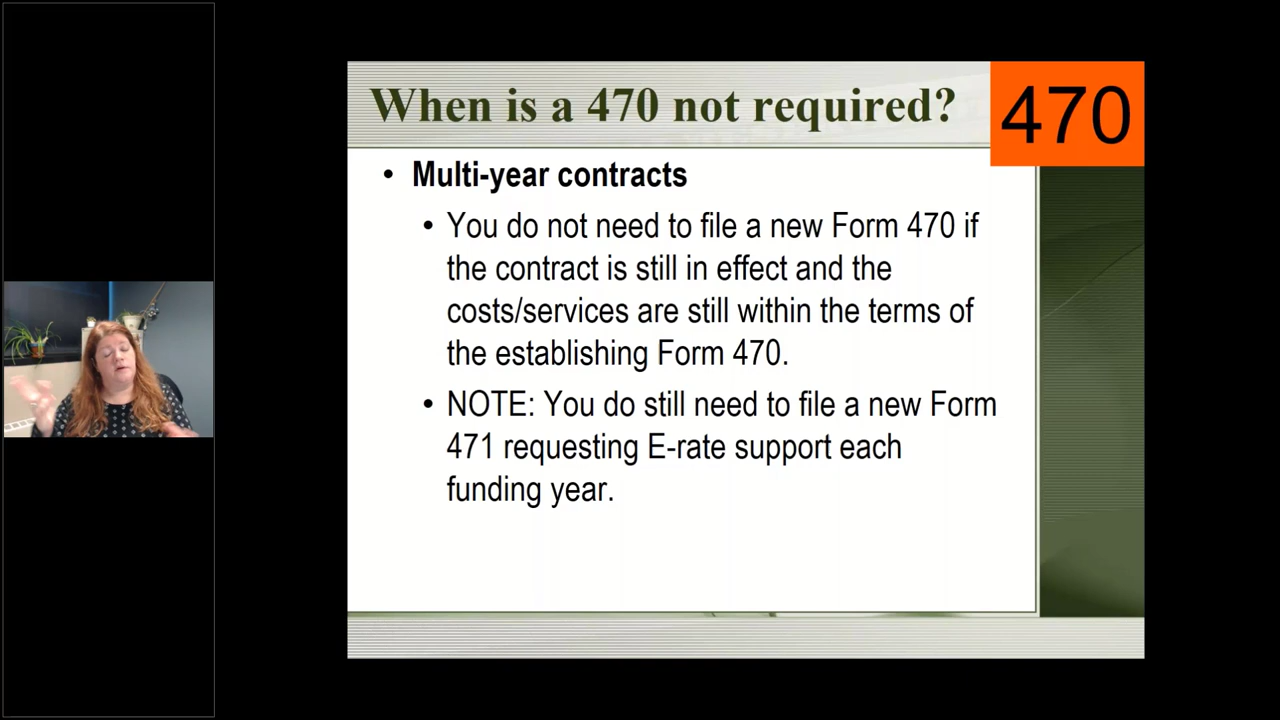 When is a 470 not required?
470
• Multi-year contracts
• You do not need to file a new Form 470 if
the contract is still in effect and the
costs/services are still within the terms of
the establishing Form 470.
• NOTE: You do still need to file a new Form
471 requesting E-rate support each
funding year.